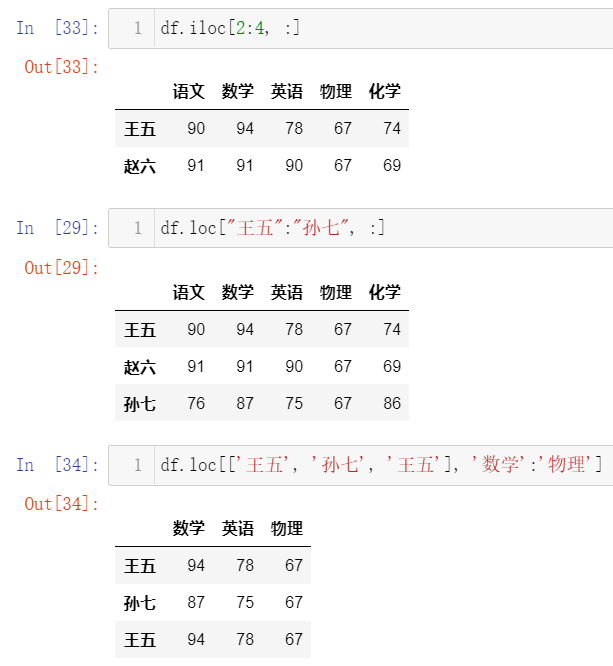 In [33]: 1 df.iloc[2:4, :]
Out[33]:
语文 数学 英语 物理 化学
王五 90 94 78 67 74
赵六 91 91 90 67 69
In [29]: 1 df.loc["王五":"孙七", :]
Out[29]:
语文 数学 英语 物理 化学
王五 90 94 78 67 74
赵六 91 91 90 67 69
孙七 76 87 75 67 86
In [34]: 1 df.loc[['王五', '孙七', '王五'], '数学':'物理']
Out[34]:
数学 英语 物理
王五 94 78 67
孙七 87 75 67
王五 94 78 67